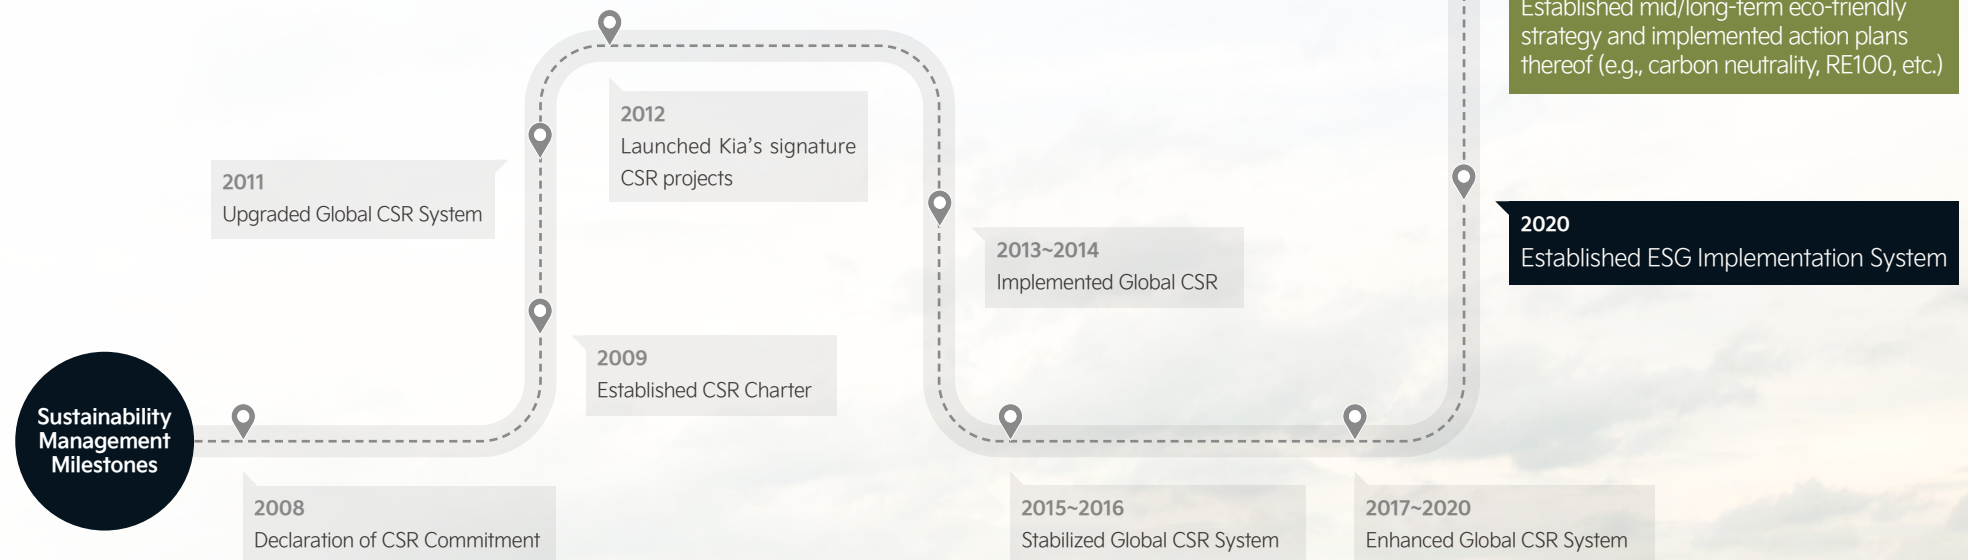 Sustainability
Management
Milestones
2008
Declaration of CSR Commitment
2009
Established CSR Charter
2011
Upgraded Global CSR System
2012
Launched Kia's signature
CSR projects
2013~2014
Implemented Global CSR
2015~2016
Stabilized Global CSR System
2017~2020
Enhanced Global CSR System
2020
Established ESG Implementation System
Established mid/long-term eco-friendly
strategy and implemented action plans
thereof (e.g., carbon neutrality, RE100, etc.)